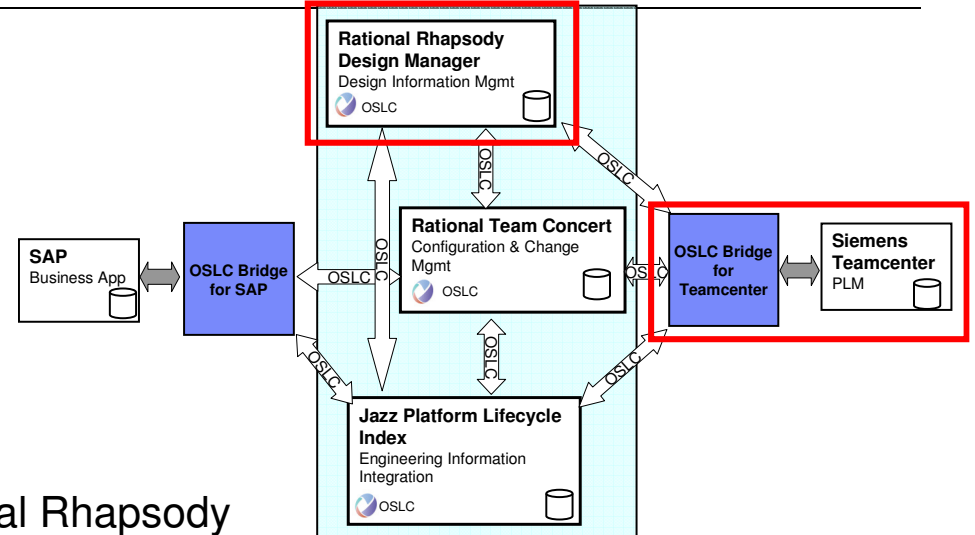 Rational Rhapsody
Design Manager
Design Information Mgmt
OSLC
OSLC
OSLC
OSLC
Rational Team Concert
Configuration & Change
Mgmt
OSLC
SAP
Business App
OSLC Bridge
for SAP
OSLC
OSLC
OSLC Bridge
for
Teamcenter
Siemens
Teamcenter
PLM
OSLC
OSLC
OSLC
Jazz Platform Lifecycle
Index
Engineering Information
Integration
OSLC
al Rhapsody